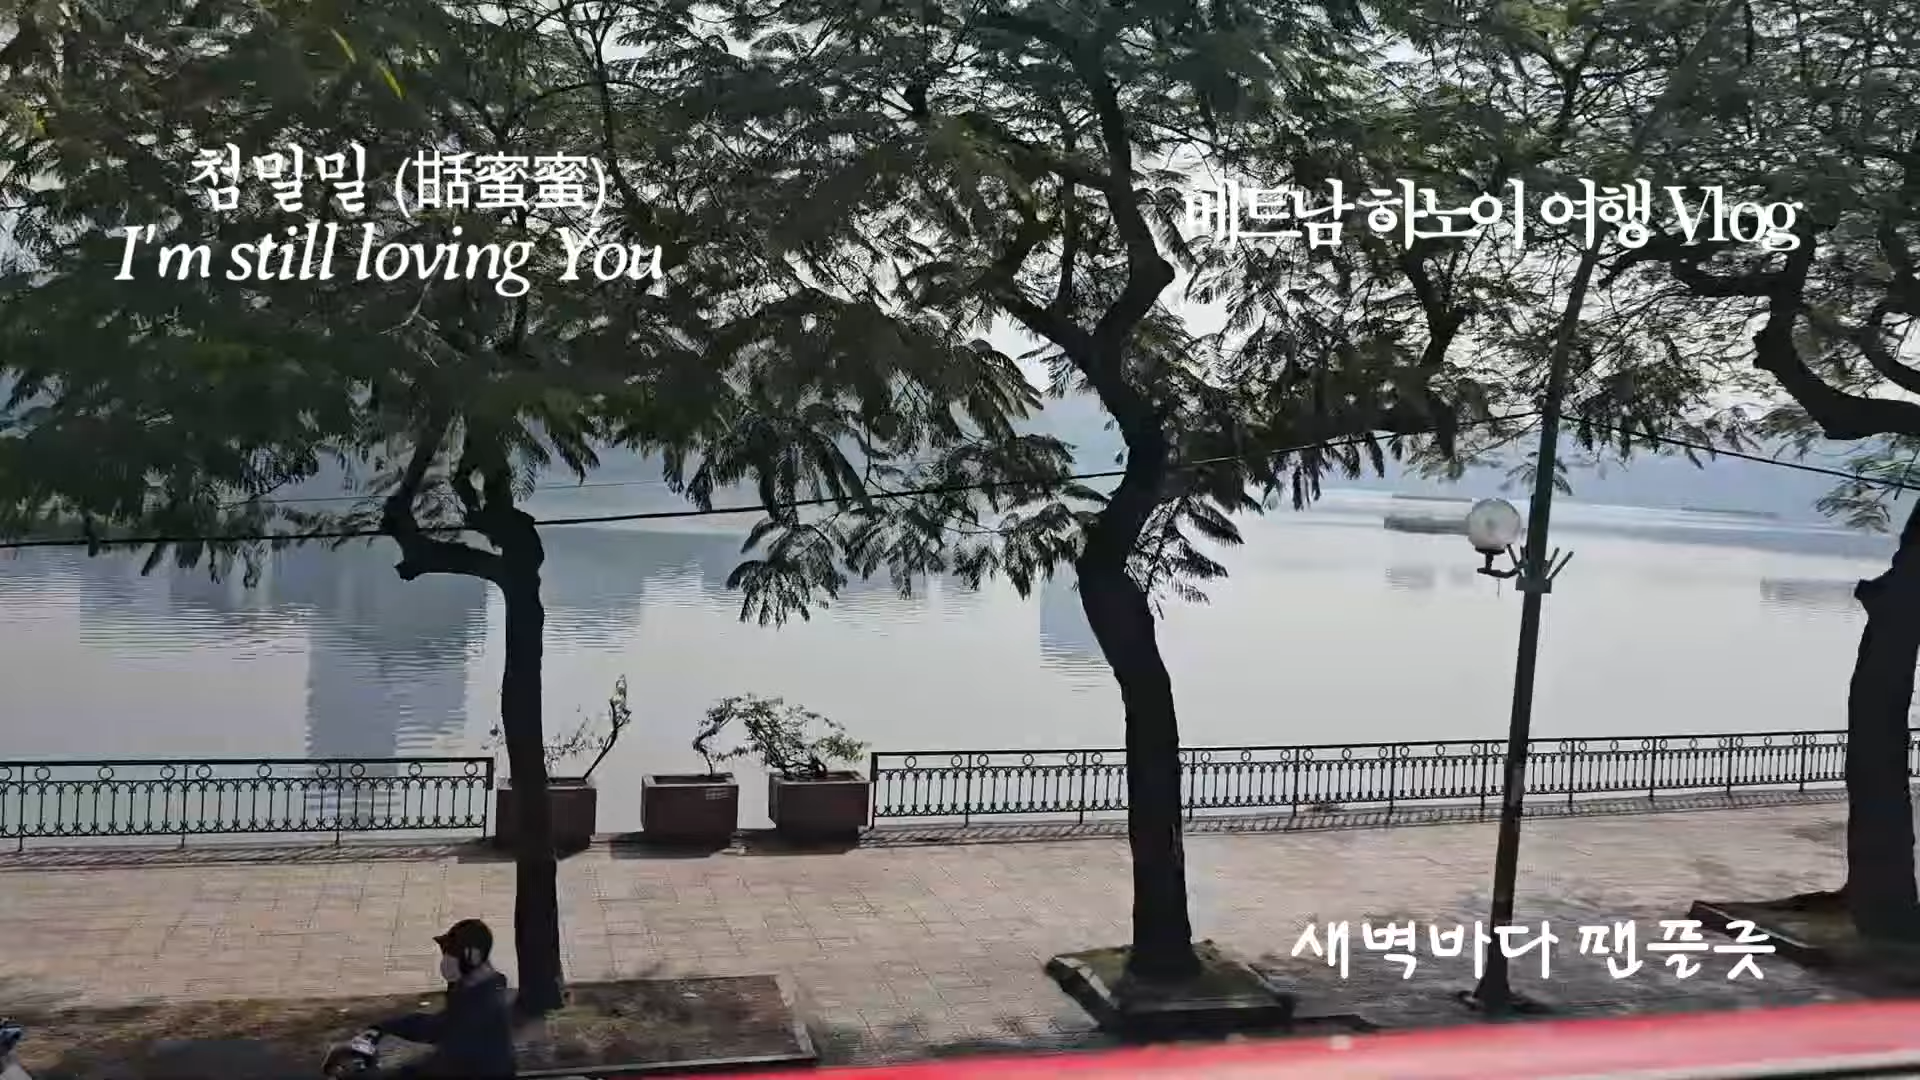 첨밀밀 (甛蜜蜜)
I'm still loving You
베트남 하노이 여행 Vlog
새벽바다 팬플룻